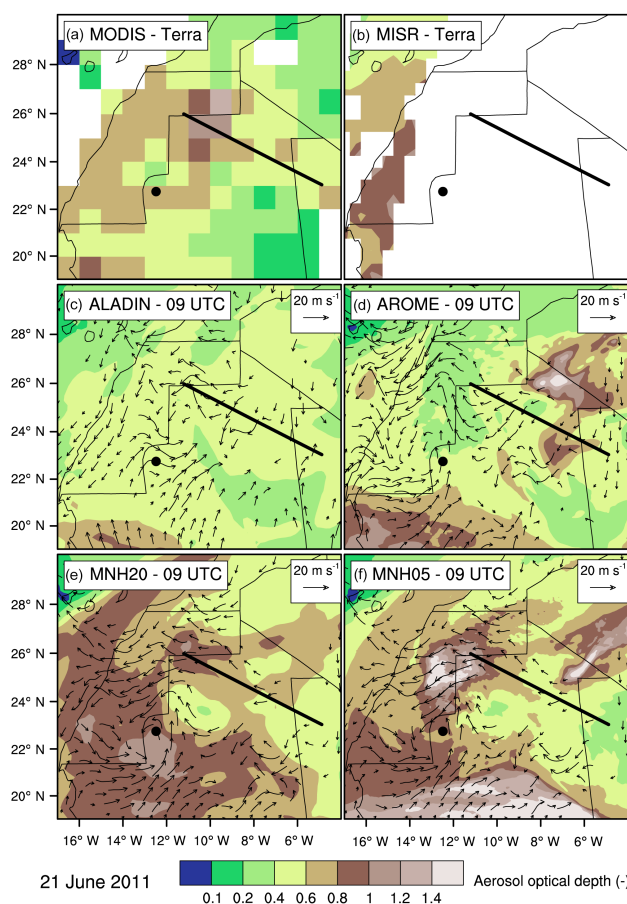 (a) MODIS - Terra
(b) MISR - Terra
28° N
26° N
24° N
22° N
20° N
(c) ALADIN - 09 UTC
20 m s⁻¹
(d) AROME - 09 UTC
20 m s⁻¹
28° N
26° N
24° N
22° N
20° N
(e) MNH20 - 09 UTC
20 m s⁻¹
(f) MNH05 - 09 UTC
20 m s⁻¹
28° N
26° N
24° N
22° N
20° N
16° W 14° W 12° W 10° W 8° W 6° W
16° W 14° W 12° W 10° W 8° W 6° W
21 June 2011
0.1 0.2 0.4 0.6 0.8 1 1.2 1.4
Aerosol optical depth (-)